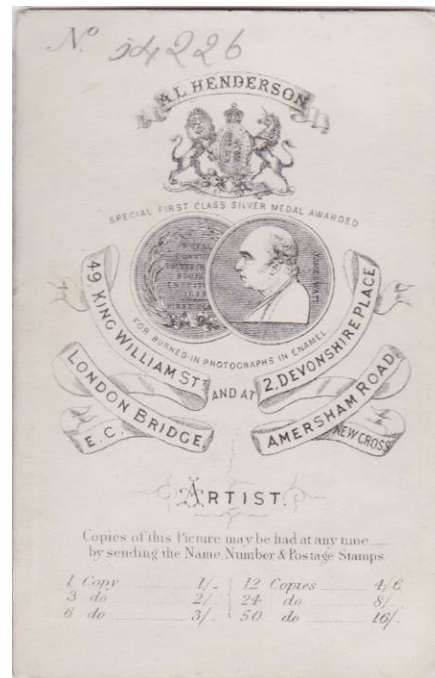 No. 54226
A.L. HENDERSON
SPECIAL FIRST CLASS SILVER MEDAL AWARDED
JAMES WATT
FOR BURNED-IN PHOTOGRAPHS IN ENAMEL
49, KING WILLIAM ST.
LONDON BRIDGE,
E.C.
AND AT
2, DEVONSHIRE PLACE
AMERSHAM ROAD
NEW CROSS
ARTIST.
Copies of this Picture may be had at any time
by sending the Name, Number & Postage Stamps.
1 Copy 1/- 12 Copies 4/6
3 do 2/- 24 do 8/-
6 do 3/- 50 do 16/-